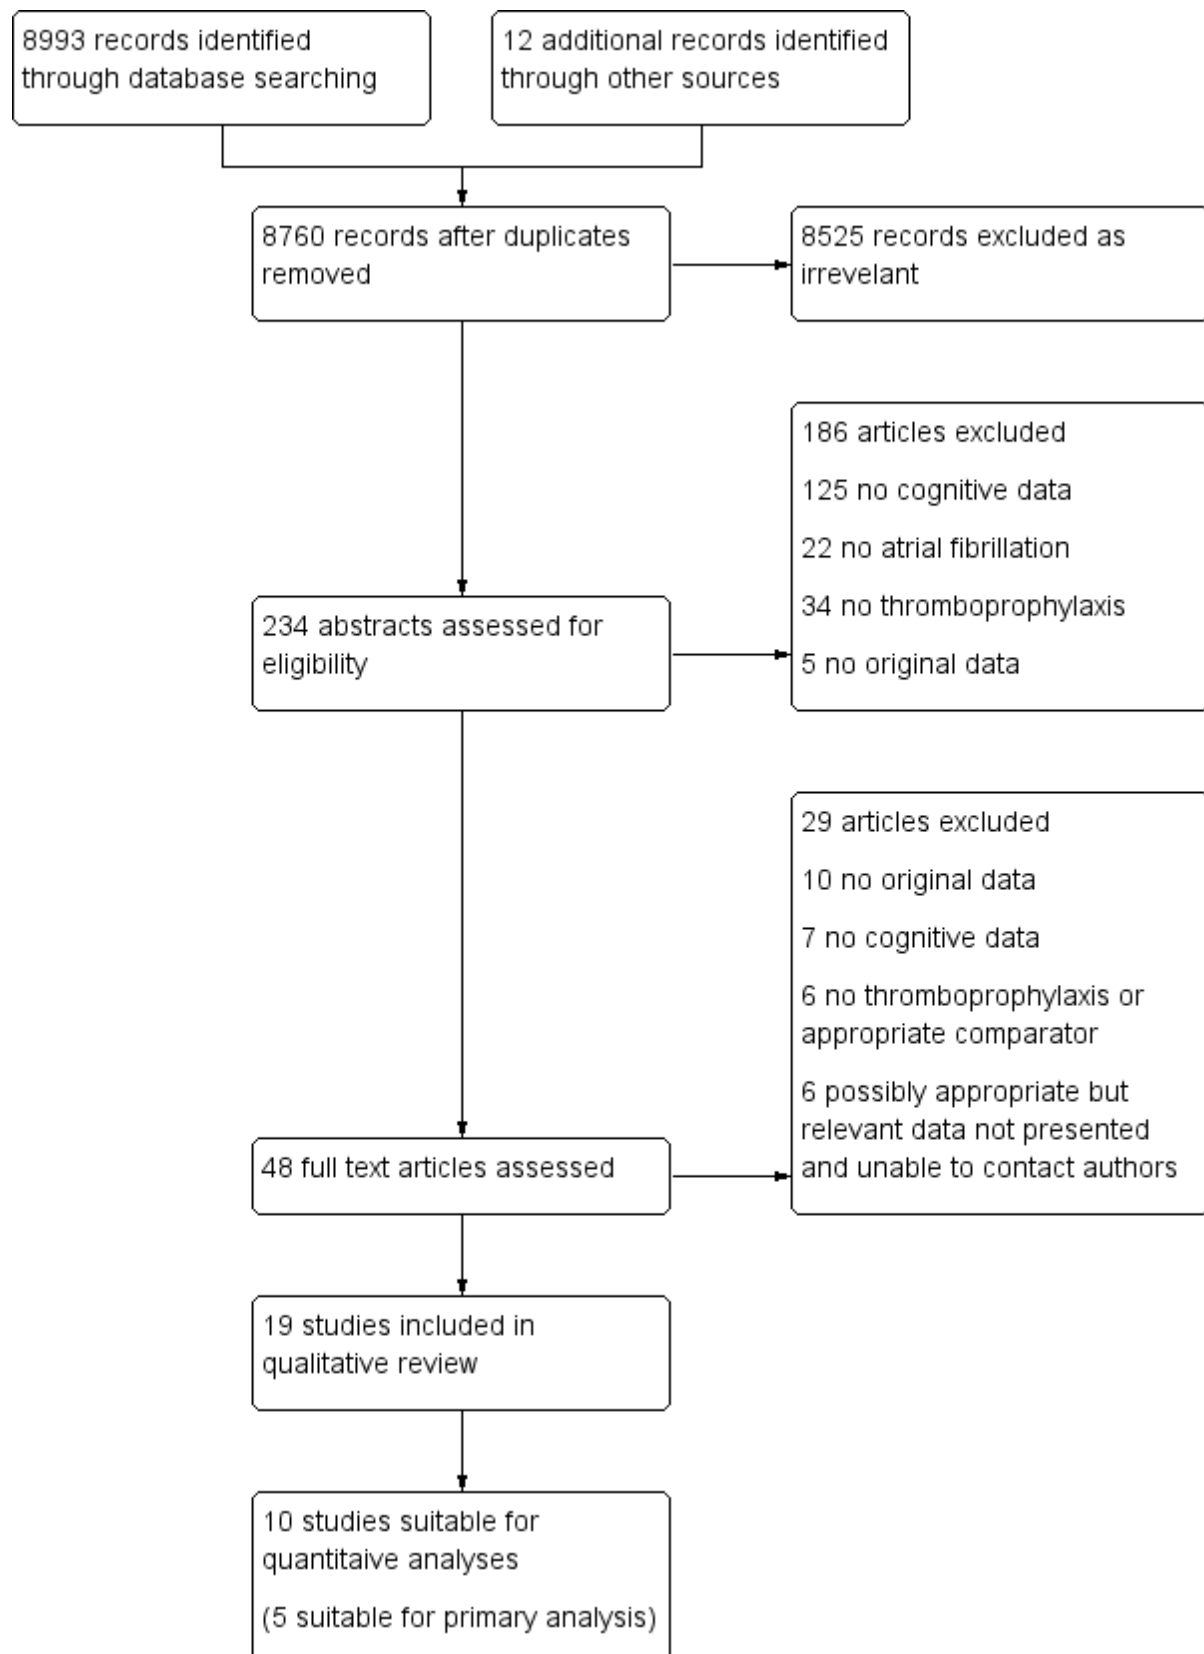 8993 records identified
through database searching
12 additional records identified
through other sources
8760 records after duplicates
removed
8525 records excluded as
irrevelant
234 abstracts assessed for
eligibility
186 articles excluded
125 no cognitive data
22 no atrial fibrillation
34 no thromboprophylaxis
5 no original data
48 full text articles assessed
29 articles excluded
10 no original data
7 no cognitive data
6 no thromboprophylaxis or
appropriate comparator
6 possibly appropriate but
relevant data not presented
and unable to contact authors
19 studies included in
qualitative review
10 studies suitable for
quantitaive analyses
(5 suitable for primary analysis)